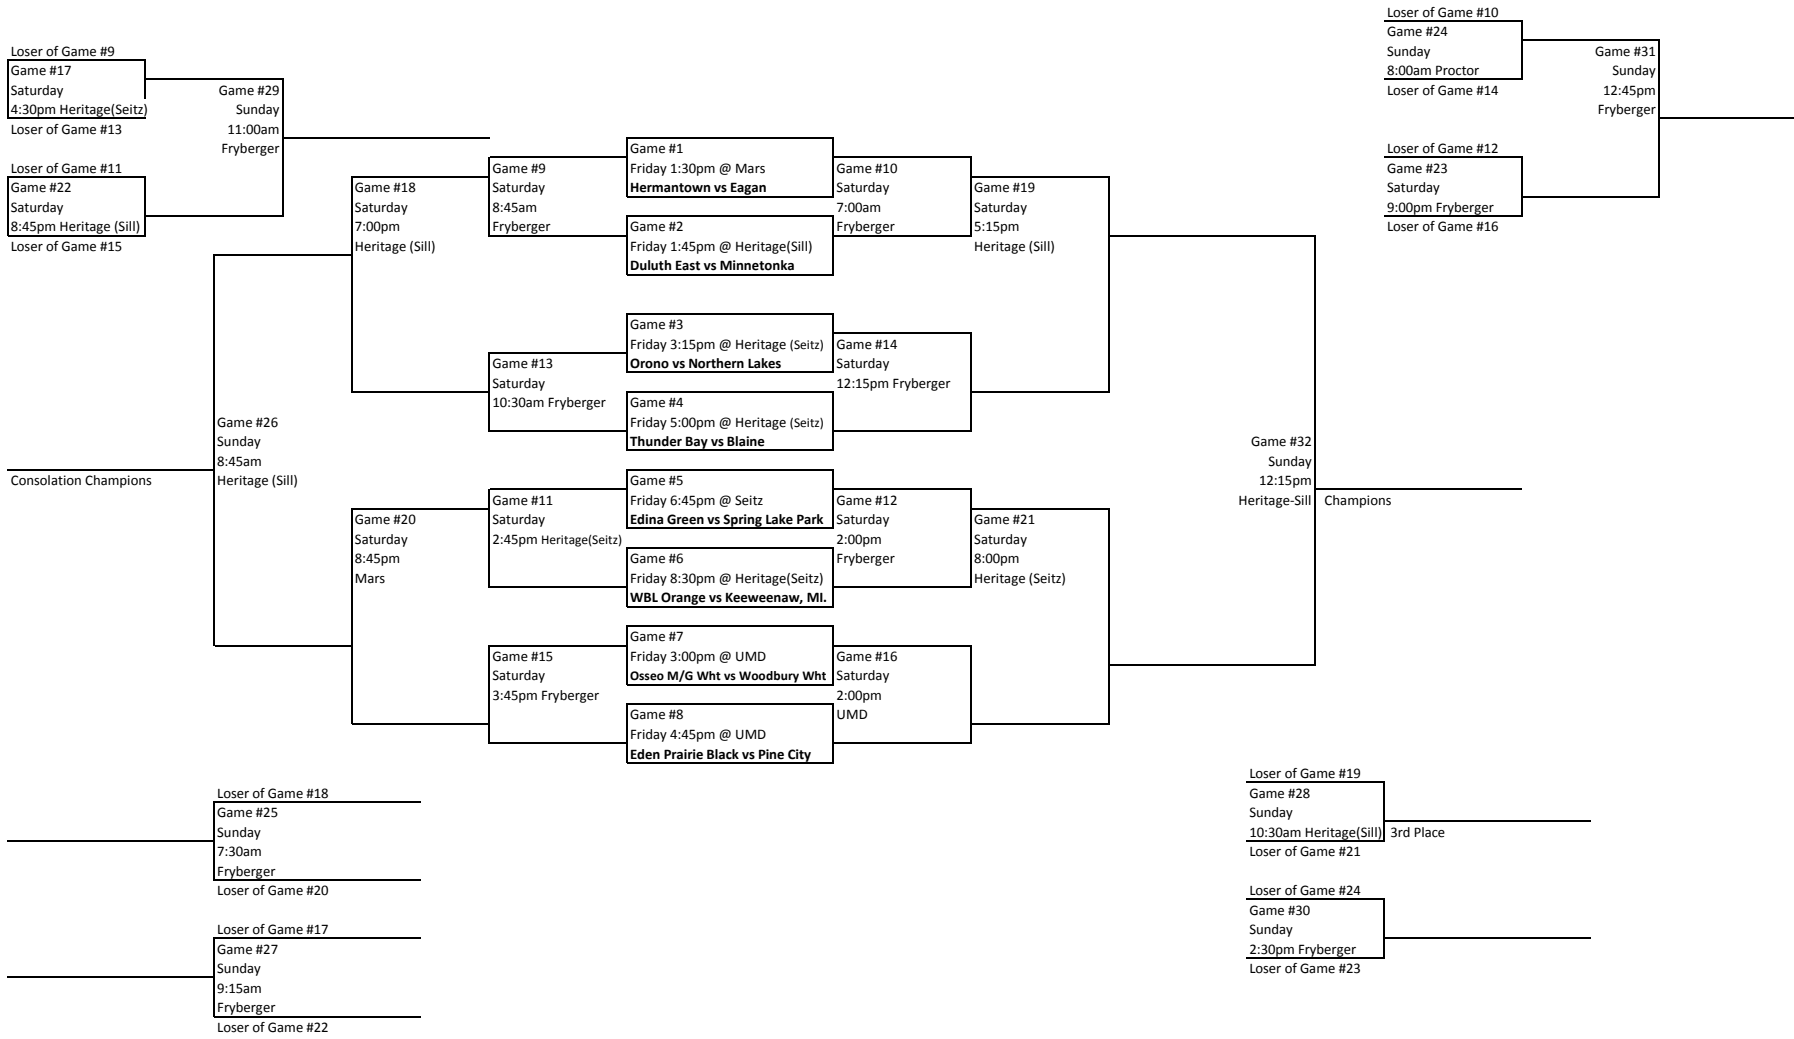 Loser of Game #9
Game #17
Saturday
4:30pm Heritage(Seitz)
Loser of Game #13
Game #29
Sunday
11:00am
Fryberger
Loser of Game #11
Game #22
Saturday
8:45pm Heritage (Sill)
Loser of Game #15
Loser of Game #10
Game #24
Sunday
8:00am Proctor
Loser of Game #14
Game #31
Sunday
12:45pm
Fryberger
Loser of Game #12
Game #23
Saturday
9:00pm Fryberger
Loser of Game #16
Game #18
Saturday
7:00pm
Heritage (Sill)
Game #9
Saturday
8:45am
Fryberger
Game #1
Friday 1:30pm @ Mars
Hermantown vs Eagan
Game #2
Friday 1:45pm @ Heritage(Sill)
Duluth East vs Minnetonka
Game #10
Saturday
7:00am
Fryberger
Game #19
Saturday
5:15pm
Heritage (Sill)
Game #13
Saturday
10:30am Fryberger
Game #3
Friday 3:15pm @ Heritage (Seitz)
Orono vs Northern Lakes
Game #4
Friday 5:00pm @ Heritage (Seitz)
Thunder Bay vs Blaine
Game #14
Saturday
12:15pm Fryberger
Game #26
Sunday
8:45am
Heritage (Sill)
Consolation Champions
Game #32
Sunday
12:15pm
Heritage-Sill
Champions
Game #20
Saturday
8:45pm
Mars
Game #11
Saturday
2:45pm Heritage(Seitz)
Game #5
Friday 6:45pm @ Seitz
Edina Green vs Spring Lake Park
Game #6
Friday 8:30pm @ Heritage(Seitz)
WBL Orange vs Keeweenaw, MI.
Game #12
Saturday
2:00pm
Fryberger
Game #21
Saturday
8:00pm
Heritage (Seitz)
Game #15
Saturday
3:45pm Fryberger
Game #7
Friday 3:00pm @ UMD
Osseo M/G Wht vs Woodbury Wht
Game #8
Friday 4:45pm @ UMD
Eden Prairie Black vs Pine City
Game #16
Saturday
2:00pm
UMD
Loser of Game #18
Game #25
Sunday
7:30am
Fryberger
Loser of Game #20
Loser of Game #17
Game #27
Sunday
9:15am
Fryberger
Loser of Game #22
Loser of Game #19
Game #28
Sunday
10:30am Heritage(Sill)
3rd Place
Loser of Game #21
Loser of Game #24
Game #30
Sunday
2:30pm Fryberger
Loser of Game #23